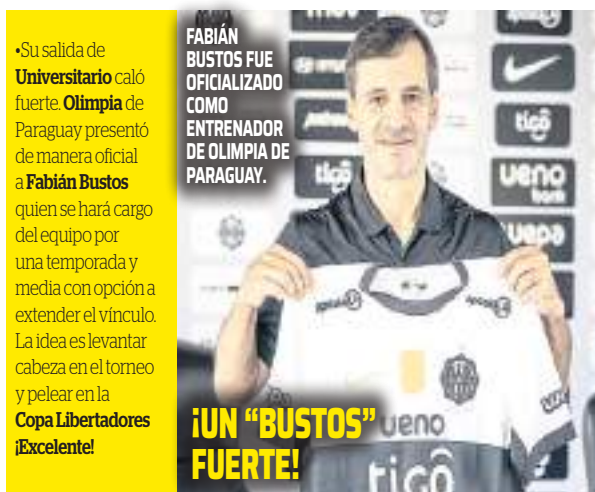 •Su salida de
Universitario caló
fuerte. Olimpia de
Paraguay presentó
de manera oficial
a Fabián Bustos
quien se hará cargo
del equipo por
una temporada y
media con opción a
extender el vínculo.
La idea es levantar
cabeza en el torneo
y pelear en la
Copa Libertadores
¡Excelente!
FABIÁN
BUSTOS FUE
OFICIALIZADO
COMO
ENTRENADOR
DE OLIMPIA DE
PARAGUAY.
tigo
tigo
ueno
bank
ueno
tigo
¡UN “BUSTOS”
FUERTE!